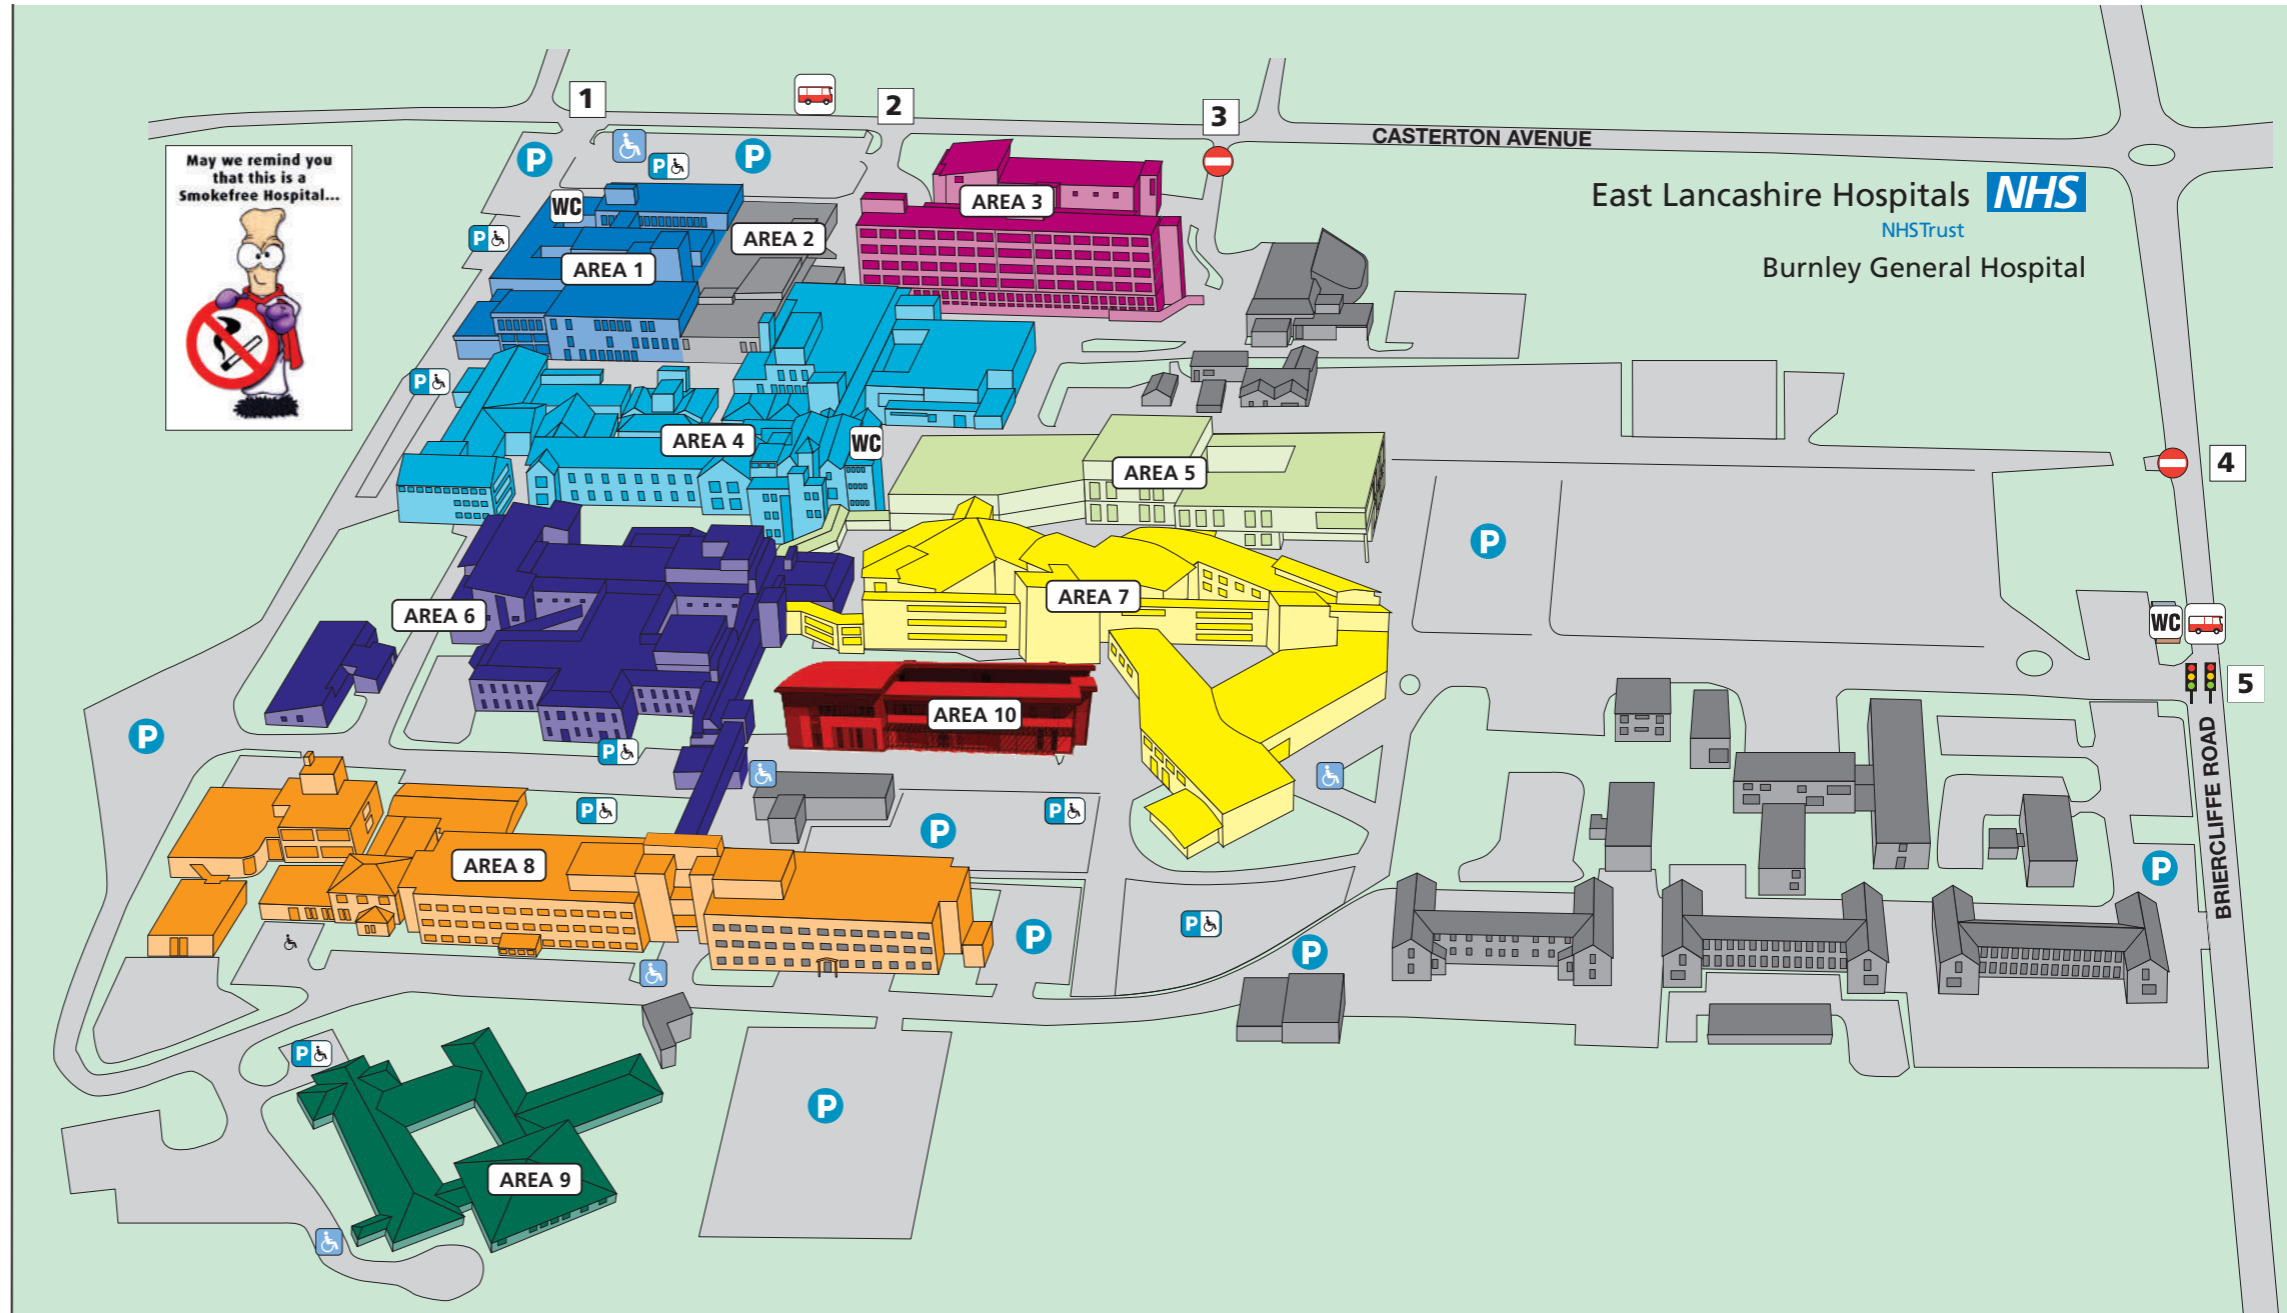 1
2
3
CASTERTON AVENUE
May we remind you
that this is a
Smokefree Hospital...
P
P
P
East Lancashire Hospitals NHS
NHSTrust
Burnley General Hospital
WC
AREA 3
P
AREA 2
AREA 1
P
AREA 4
WC
AREA 5
4
P
AREA 7
AREA 6
WC
5
AREA 10
P
P
BRIERCLIFFE ROAD
P
P
P
AREA 8
P
P
P
P
P
P
P
AREA 9